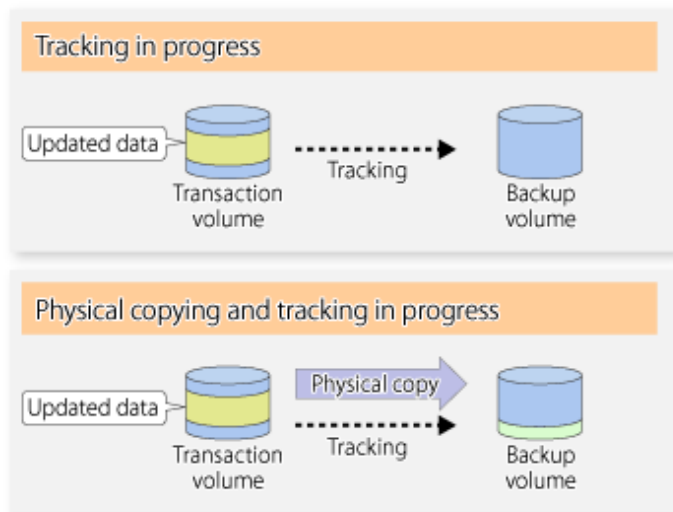 Tracking in progress
Updated data
Tracking
Transaction
volume
Backup
volume
Physical copying and tracking in progress
Physical copy
Updated data
Tracking
Transaction
volume
Backup
volume